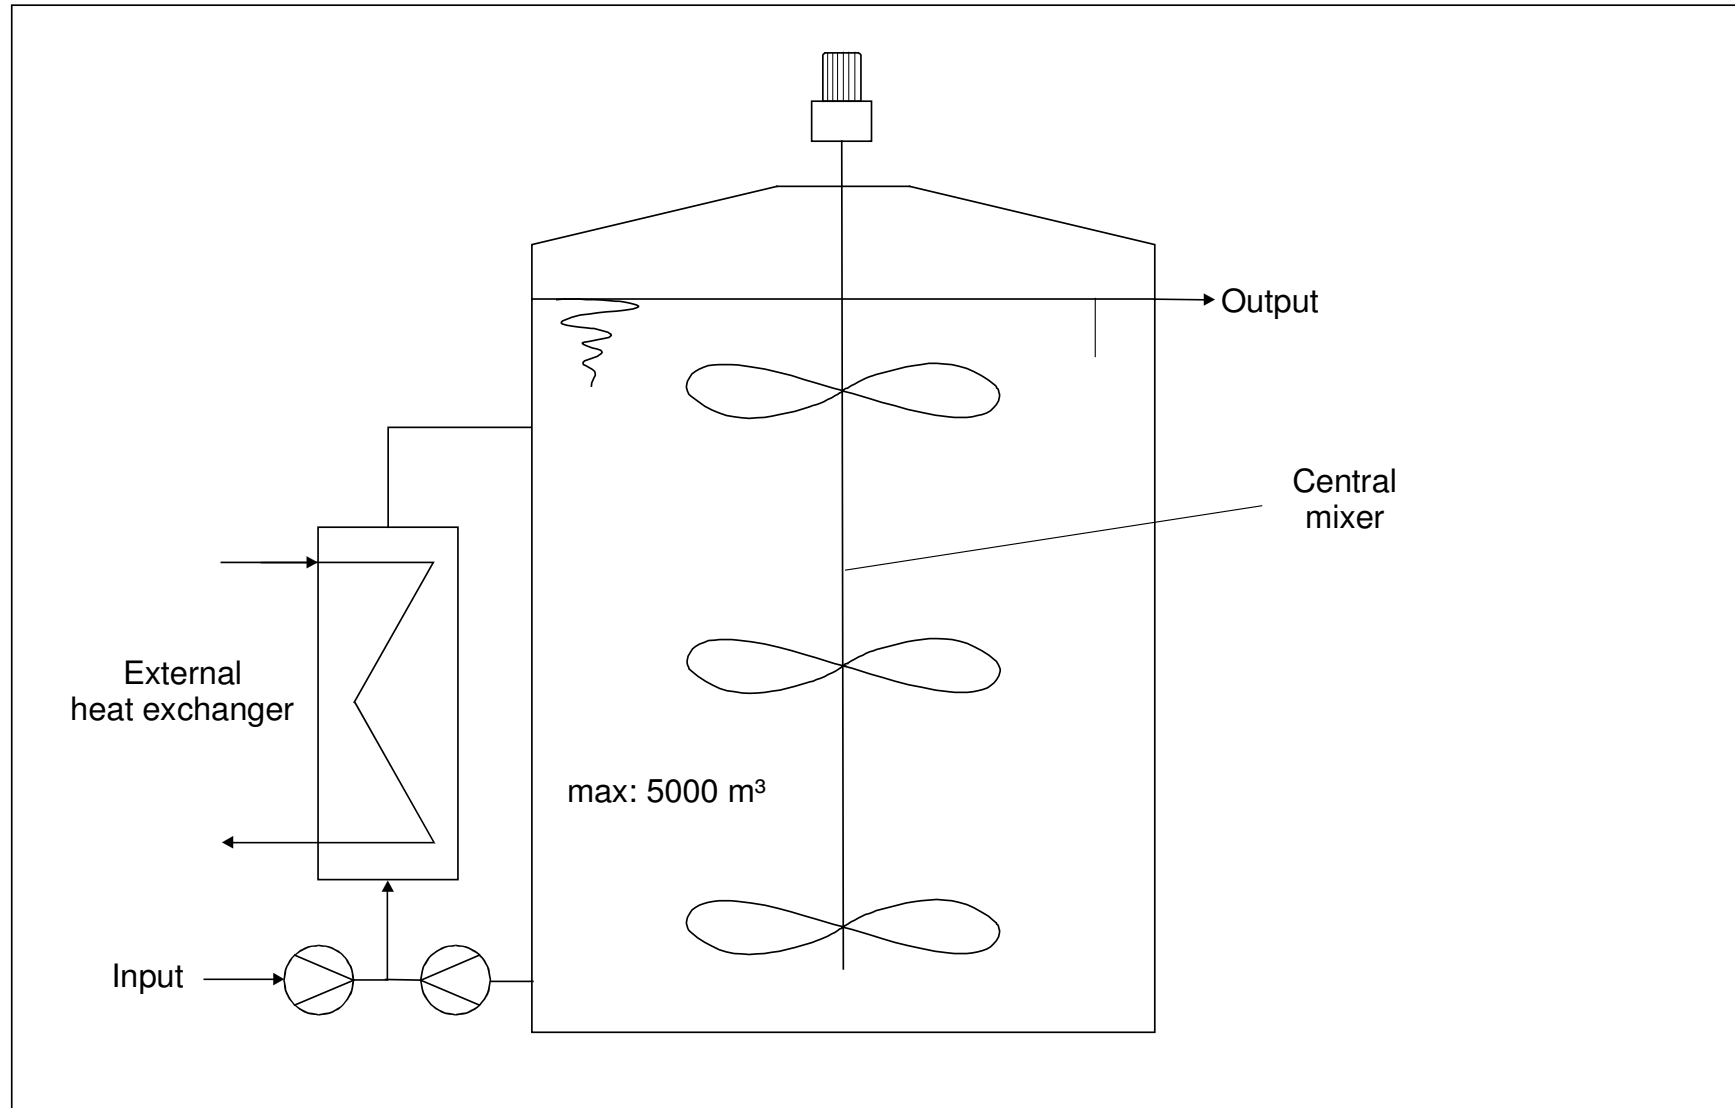 Output
Central
mixer
External
heat exchanger
max: 5000 m³
Input